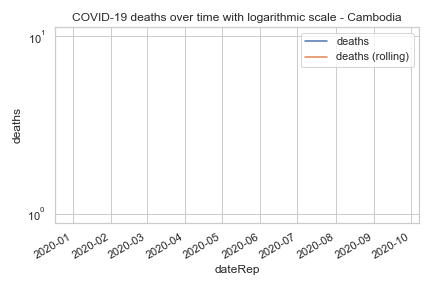 COVID-19 deaths over time with logarithmic scale - Cambodia
deaths
deaths (rolling)
10¹
10⁰
deaths
2020-01
2020-02
2020-03
2020-04
2020-05
2020-06
2020-07
2020-08
2020-09
2020-10
dateRep